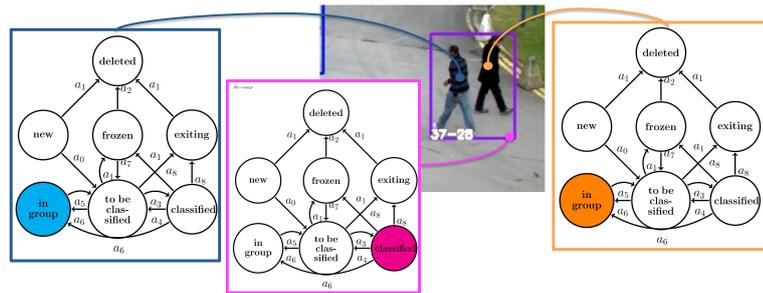 deleted
a₁
a₂
a₁
new
frozen
exiting
a₀
a₁
a₇
a₁
a₈
a₈
in
group
a₅
a₆
to be
clas-
sified
a₃
a₄
classified
a₆
deleted
a₁
a₂
a₁
new
frozen
exiting
a₀
a₁
a₇
a₁
a₈
a₈
in
group
a₅
a₆
to be
clas-
sified
a₃
a₄
classified
a₆
37-28
deleted
a₁
a₂
a₁
new
frozen
exiting
a₀
a₁
a₇
a₁
a₈
a₈
in
group
a₅
a₆
to be
clas-
sified
a₃
a₄
classified
a₆